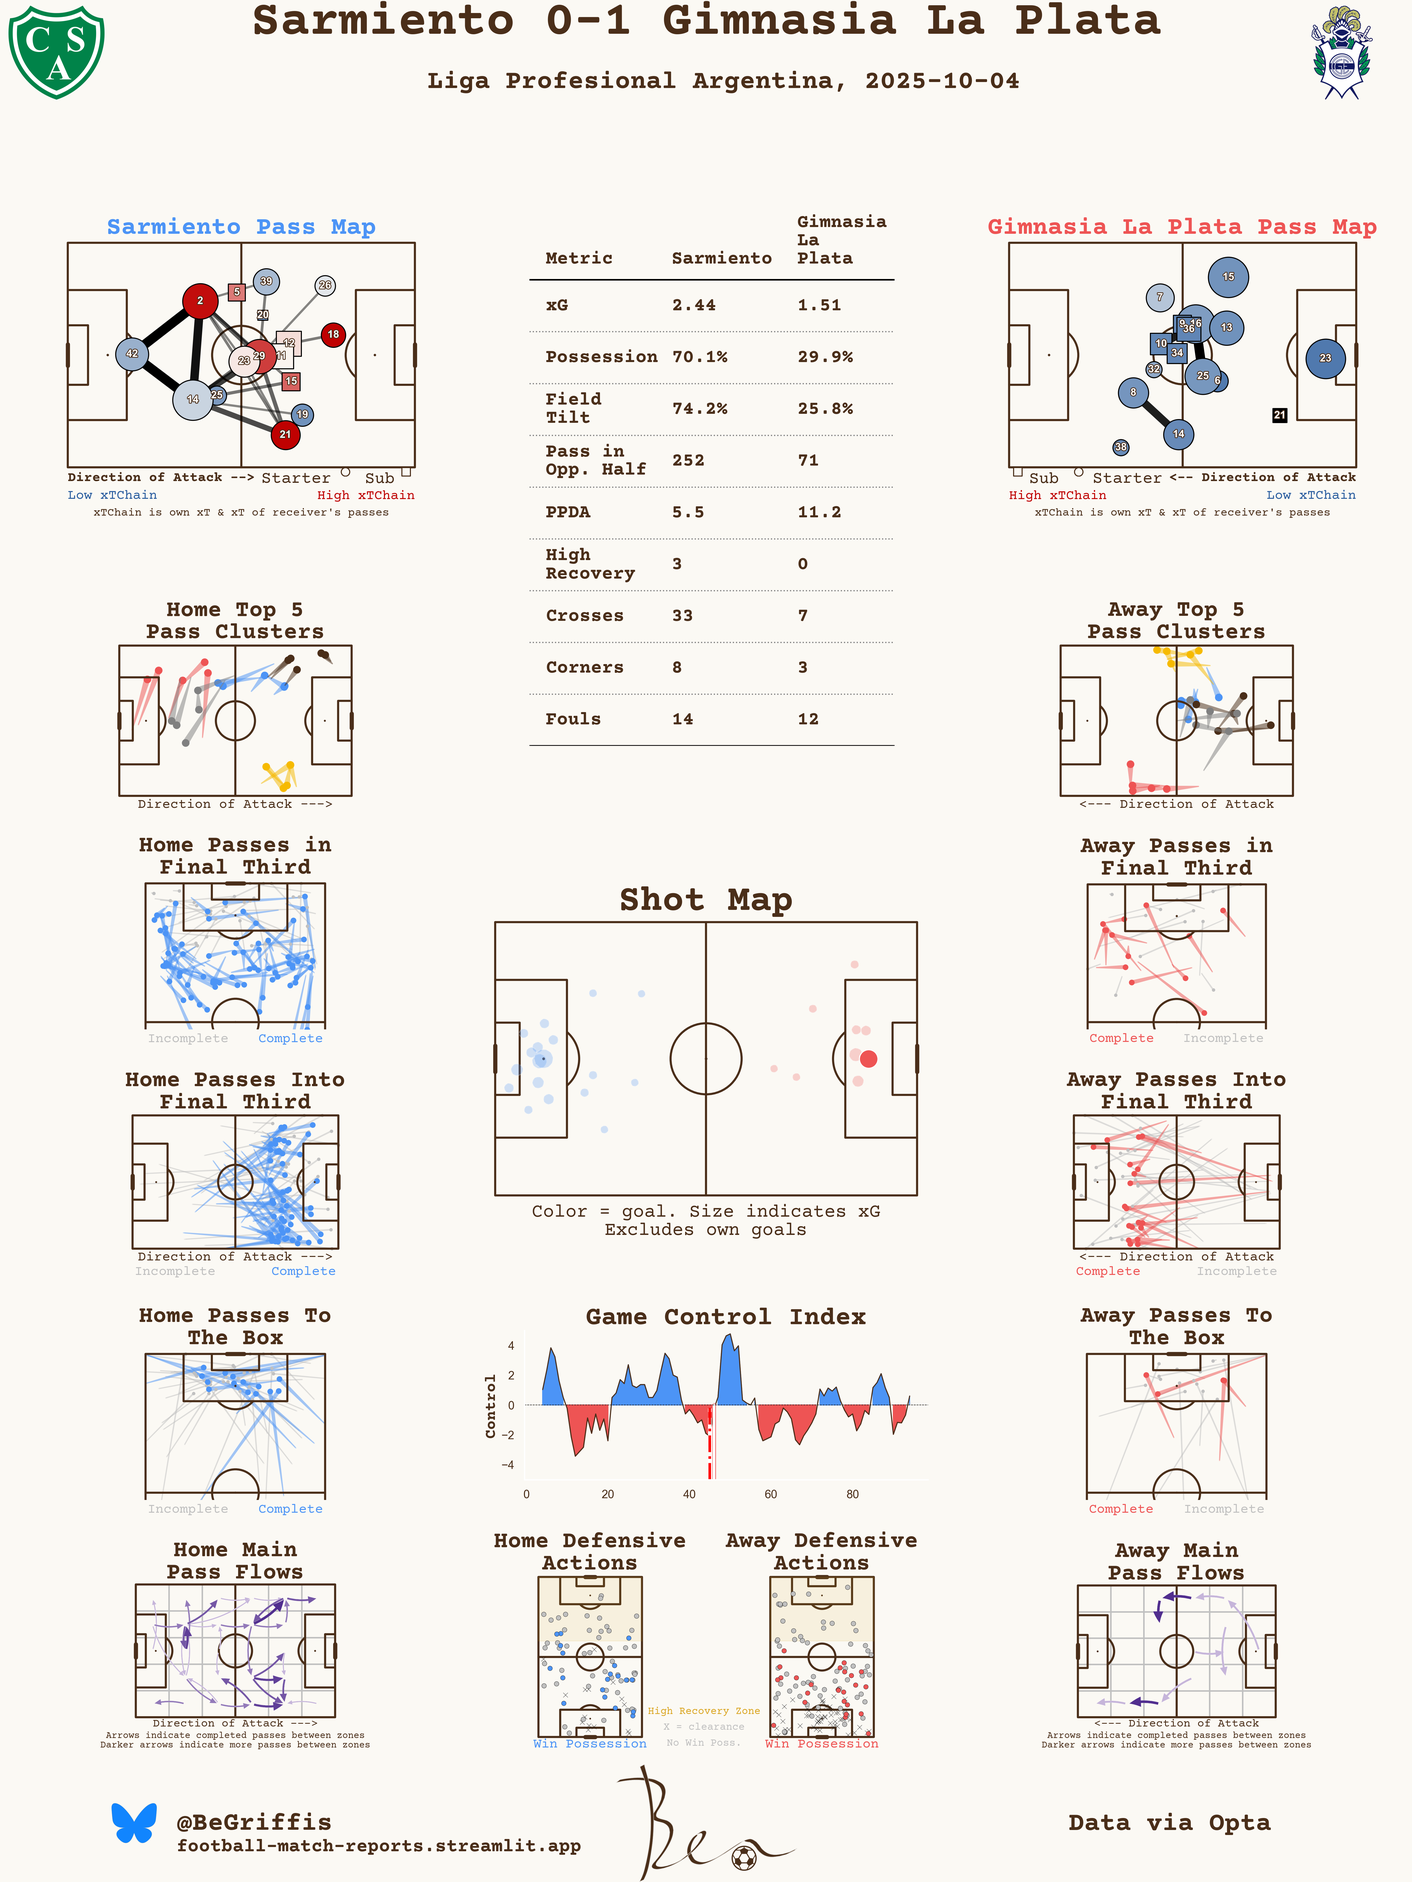 Sarmiento 0-1 Gimnasia La Plata
Liga Profesional Argentina, 2025-10-04
C S
A
Sarmiento Pass Map
2
5
39
26
20
18
12
11
29
23
42
15
25
14
19
21
Direction of Attack --> Starter Sub
Low xTChain High xTChain
xTChain is own xT & xT of receiver's passes
Gimnasia
La
Metric Sarmiento Plata
xG 2.44 1.51
Possession 70.1% 29.9%
Field
Tilt 74.2% 25.8%
Pass in
Opp. Half 252 71
PPDA 5.5 11.2
High
Recovery 3 0
Crosses 33 7
Corners 8 3
Fouls 14 12
Gimnasia La Plata Pass Map
15
7
9
16
36
13
10
34
23
32
25
6
8
21
14
38
Sub Starter <-- Direction of Attack
High xTChain Low xTChain
xTChain is own xT & xT of receiver's passes
Home Top 5
Pass Clusters
Direction of Attack --->
Away Top 5
Pass Clusters
<--- Direction of Attack
Home Passes in
Final Third
Incomplete Complete
Away Passes in
Final Third
Complete Incomplete
Shot Map
Color = goal. Size indicates xG
Excludes own goals
Home Passes Into
Final Third
Direction of Attack --->
Incomplete Complete
Away Passes Into
Final Third
<--- Direction of Attack
Complete Incomplete
Home Passes To
The Box
Incomplete Complete
Game Control Index
Control
4
2
0
−2
−4
0 20 40 60 80
Away Passes To
The Box
Complete Incomplete
Home Main
Pass Flows
Direction of Attack --->
Arrows indicate completed passes between zones
Darker arrows indicate more passes between zones
Home Defensive
Actions
Win Possession
High Recovery Zone
X = clearance
No Win Poss.
Away Defensive
Actions
Win Possession
Away Main
Pass Flows
<--- Direction of Attack
Arrows indicate completed passes between zones
Darker arrows indicate more passes between zones
@BeGriffis
football-match-reports.streamlit.app
Ben
Data via Opta